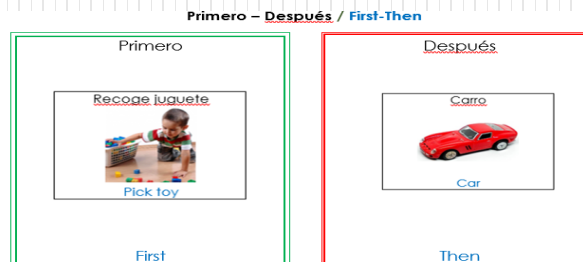 Primero – Después / First-Then
Primero
Recoge juguete
Pick toy
First
Después
Carro
Car
Then